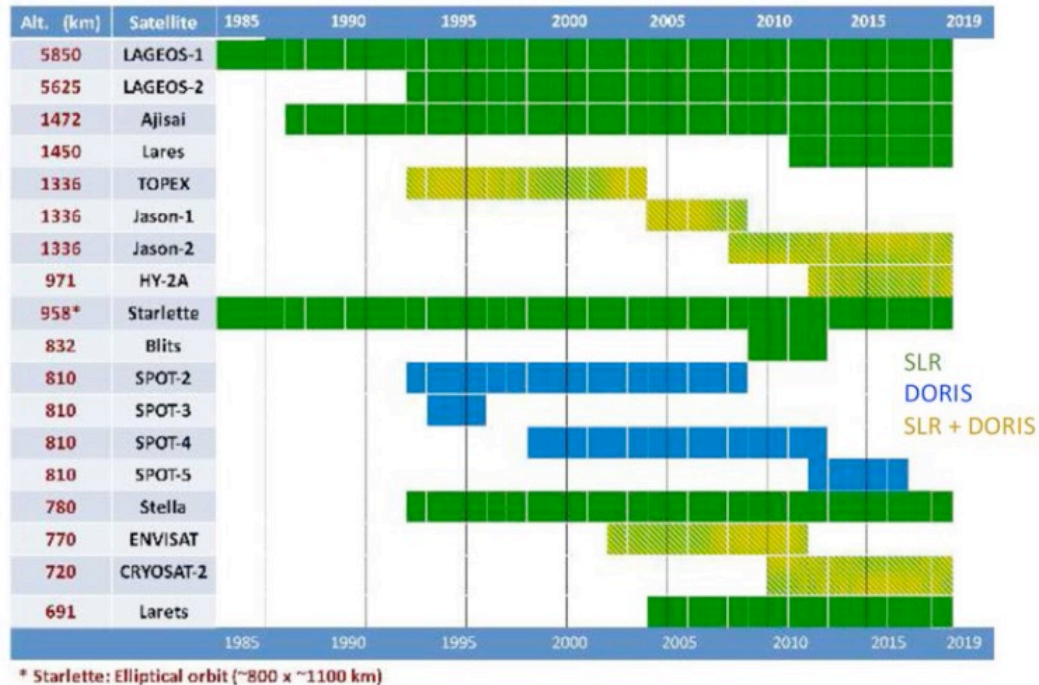 Alt. (km) Satellite 1985 1990 1995 2000 2005 2010 2015 2019
5850 LAGEOS-1
5625 LAGEOS-2
1472 Ajisai
1450 Lares
1336 TOPEX
1336 Jason-1
1336 Jason-2
971 HY-2A
958* Starlette
832 Blits
810 SPOT-2
810 SPOT-3
810 SPOT-4
810 SPOT-5
780 Stella
770 ENVISAT
720 CRYOSAT-2
691 Larets
SLR
DORIS
SLR + DORIS
1985 1990 1995 2000 2005 2010 2015 2019
* Starlette: Elliptical orbit (~800 x ~1100 km)